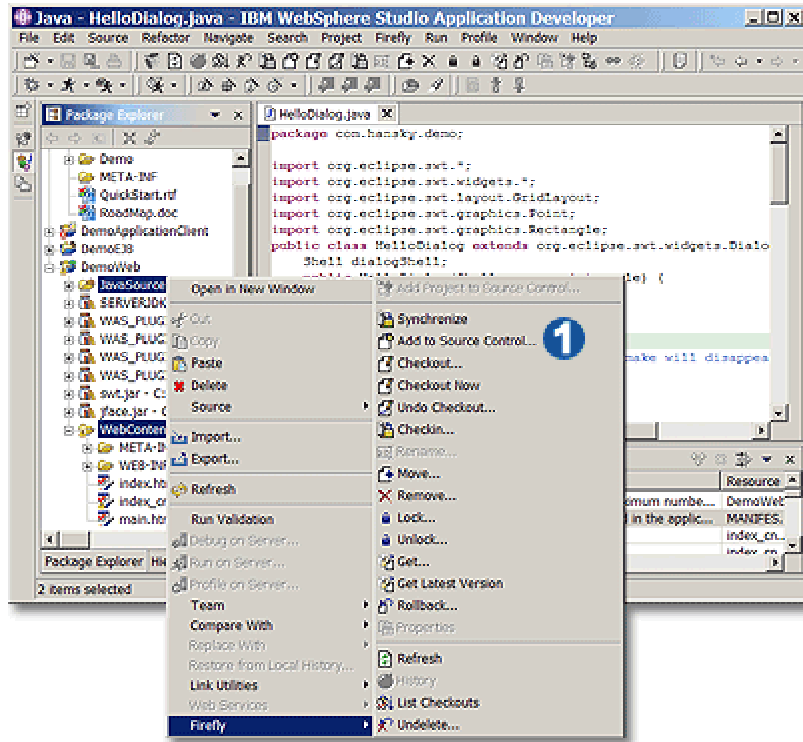 Java - HelloDialog.java - IBM WebSphere Studio Application Developer
File Edit Source Refactor Navigate Search Project Firefly Run Profile Window Help
Package Explorer
HelloDialog.java
Demo
META-INF
QuickStart.rtf
RoadMap.doc
DemoApplicationClient
DemoEJB
DemoWeb
JavaSource
SERVERJDK
WAS_PLUG
WAS_PLUG
WAS_PLUG
WAS_PLUG
swt.jar - C:
jface.jar - C
WebConten
META-IN
WEB-INF
index.ht
index_cn
main.htm
Package Explorer Hie
2 items selected
package com.hansky.demo;
import org.eclipse.swt.*;
import org.eclipse.swt.widgets.*;
import org.eclipse.swt.layout.GridLayout;
import org.eclipse.swt.graphics.Point;
import org.eclipse.swt.graphics.Rectangle;
public class HelloDialog extends org.eclipse.swt.widgets.Dialo
Shell dialogShell;
make will disappea
Resource
imum numbe... DemoWeb
d in the applic... MANIFES.
index_cn...
index_cn
Open in New Window
Cut
Copy
Paste
Delete
Source
Import...
Export...
Refresh
Run Validation
Debug on Server...
Run on Server...
Profile on Server...
Team
Compare With
Replace With
Restore from Local History...
Link Utilities
Web Services
Firefly
Add Project to Source Control...
Synchronize
Add to Source Control...
1
Checkout...
Checkout Now
Undo Checkout...
Checkin...
Rename...
Move...
Remove...
Lock...
Unlock...
Get...
Get Latest Version
Rollback...
Properties
Refresh
History
List Checkouts
Undelete...